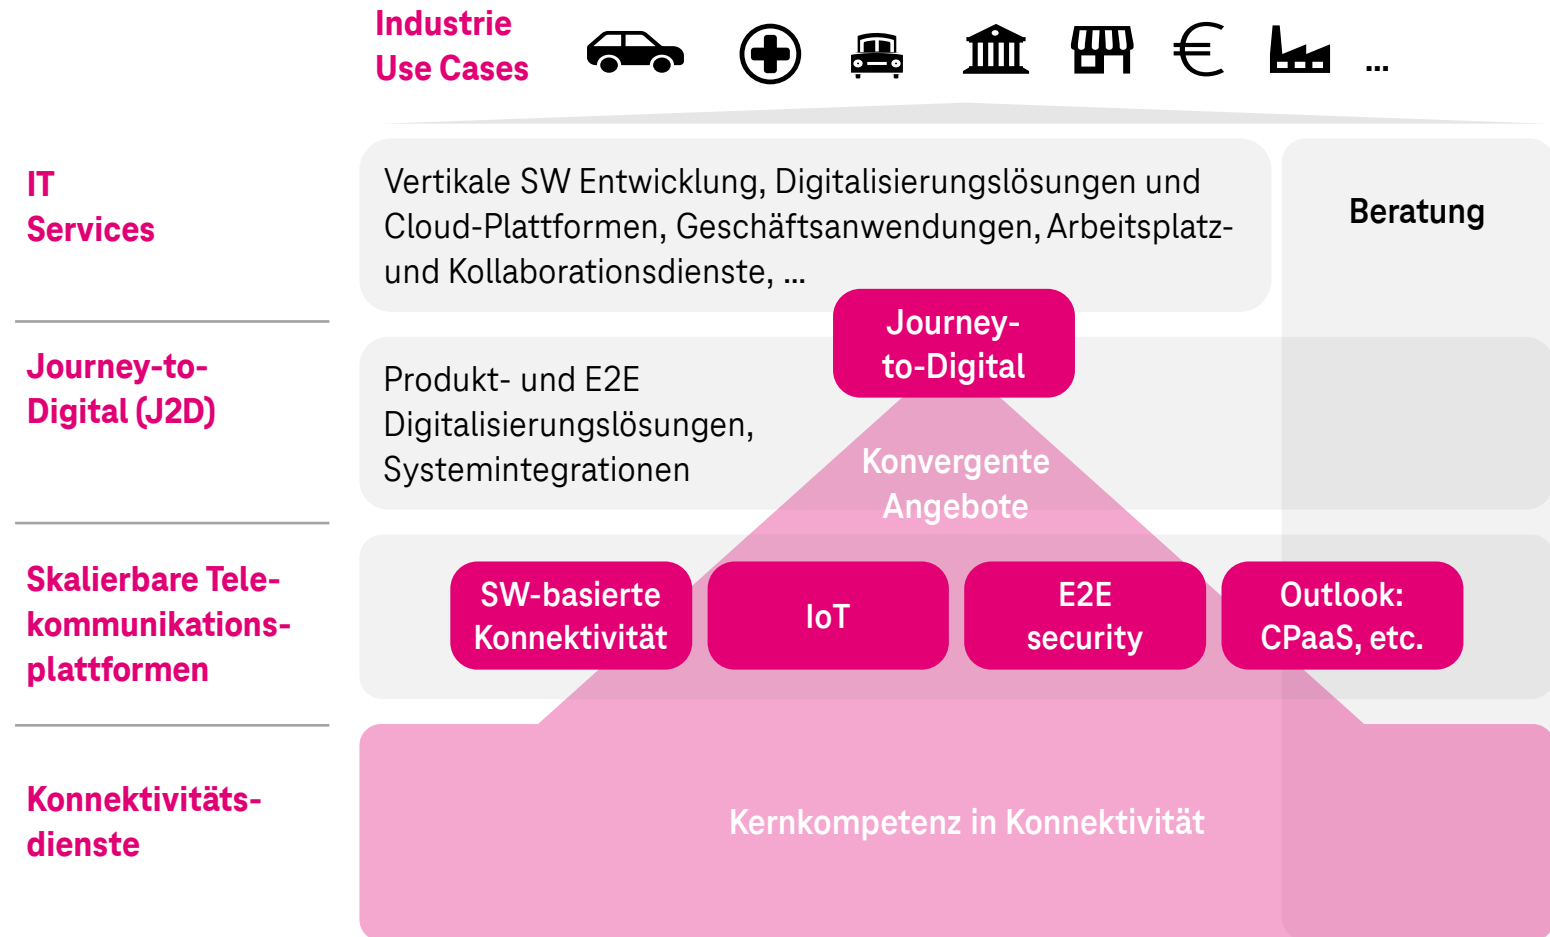 Industrie
Use Cases
...
IT
Services
Vertikale SW Entwicklung, Digitalisierungslösungen und
Cloud-Plattformen, Geschäftsanwendungen, Arbeitsplatz-
und Kollaborationsdienste, ...
Beratung
Journey-to-
Digital (J2D)
Produkt- und E2E
Digitalisierungslösungen,
Systemintegrationen
Journey-
to-Digital
Konvergente
Angebote
Skalierbare Tele-
kommunikations-
plattformen
SW-basierte
Konnektivität
IoT
E2E
security
Outlook:
CPaaS, etc.
Konnektivitäts-
dienste
Kernkompetenz in Konnektivität